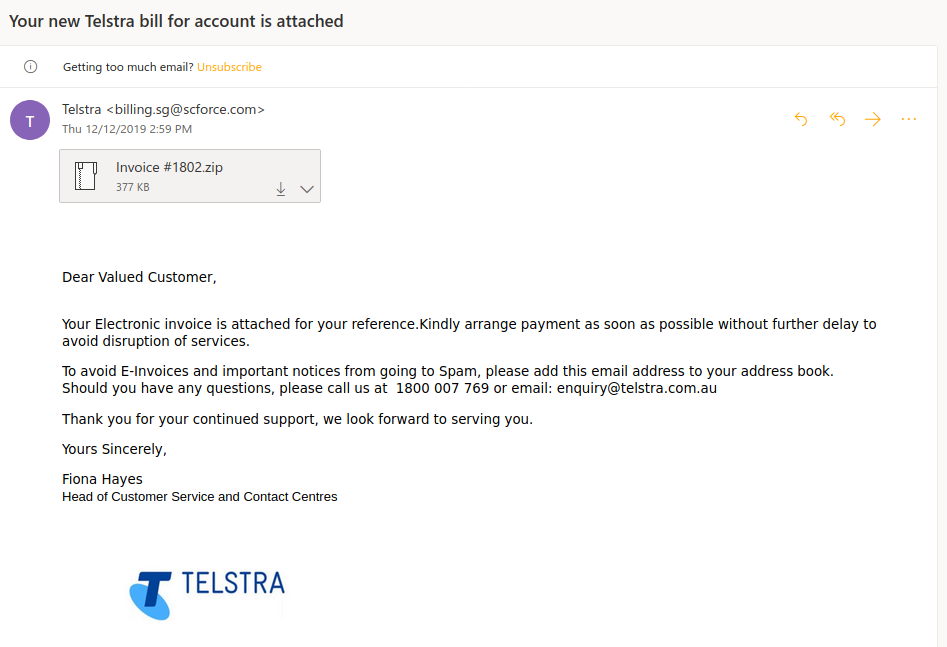 Your new Telstra bill for account is attached
Getting too much email? Unsubscribe
T
Telstra <billing.sg@scforce.com>
Thu 12/12/2019 2:59 PM
Invoice #1802.zip
377 KB
Dear Valued Customer,
Your Electronic invoice is attached for your reference.Kindly arrange payment as soon as possible without further delay to
avoid disruption of services.
To avoid E-Invoices and important notices from going to Spam, please add this email address to your address book.
Should you have any questions, please call us at  1800 007 769 or email: enquiry@telstra.com.au
Thank you for your continued support, we look forward to serving you.
Yours Sincerely,
Fiona Hayes
Head of Customer Service and Contact Centres
T TELSTRA